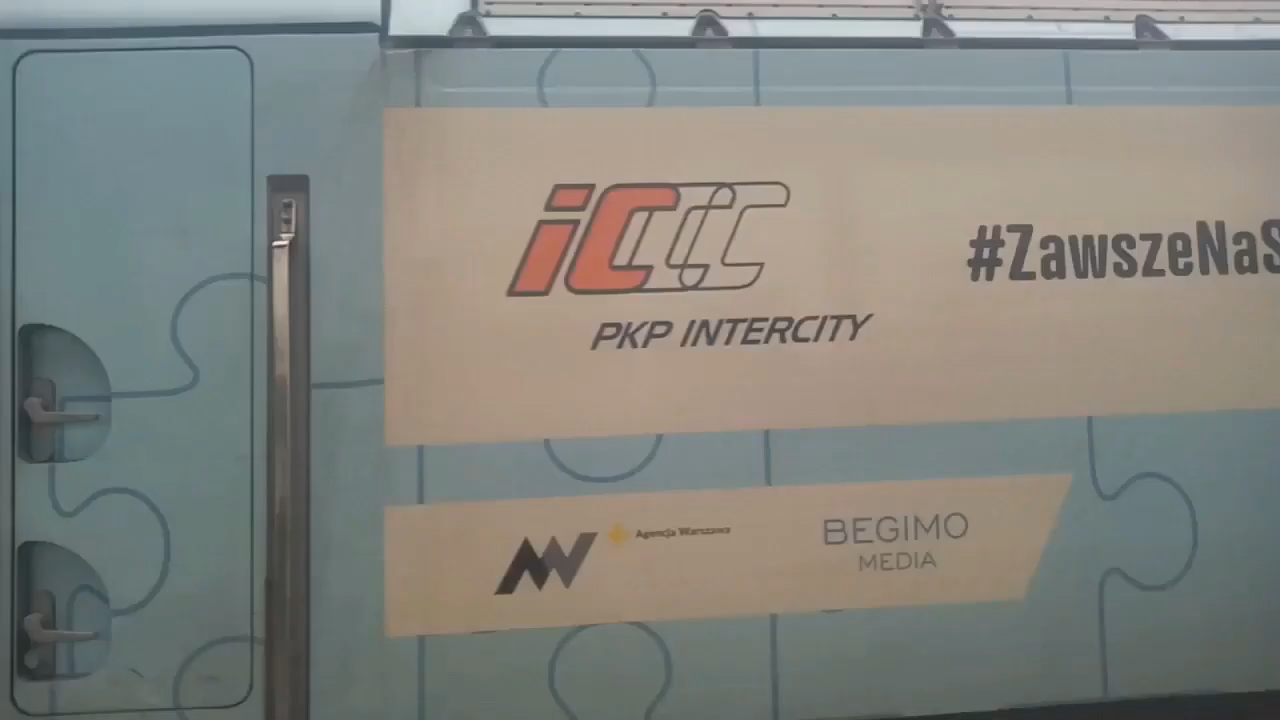 iC
PKP INTERCITY
#ZawszeNaS
Agencja Warszawa
BEGIMO
MEDIA